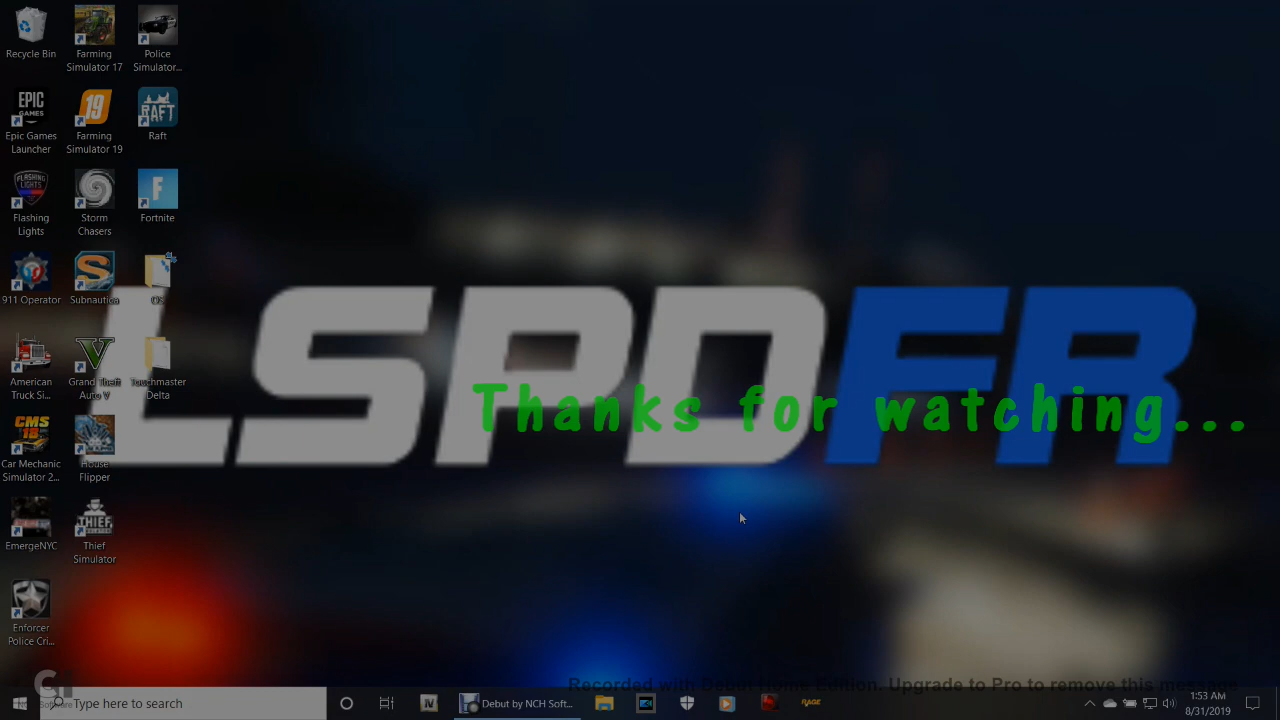 Recycle Bin
Farming
Simulator 17
Police
Simulator...
EPIC
GAMES
Epic Games
Launcher
19
Farming
Simulator 19
RAFT
Raft
FLASHING
LIGHTS
Flashing
Lights
Storm
Chasers
F
Fortnite
911 Operator
S
Subnautica
American
Truck Si...
V
Grand Theft
Auto V
Touchmaster
Delta
CMS
18
Car Mechanic
Simulator 2...
House
Flipper
EmergeNYC
THIEF
Thief
Simulator
Enforcer
Police Cri...
LSPDFR
Thanks for watching...
Recorded with Debut Home Edition. Upgrade to Pro to remove this message
Type here to search
Debut by NCH Soft...
RAGE
1:53 AM
8/31/2019